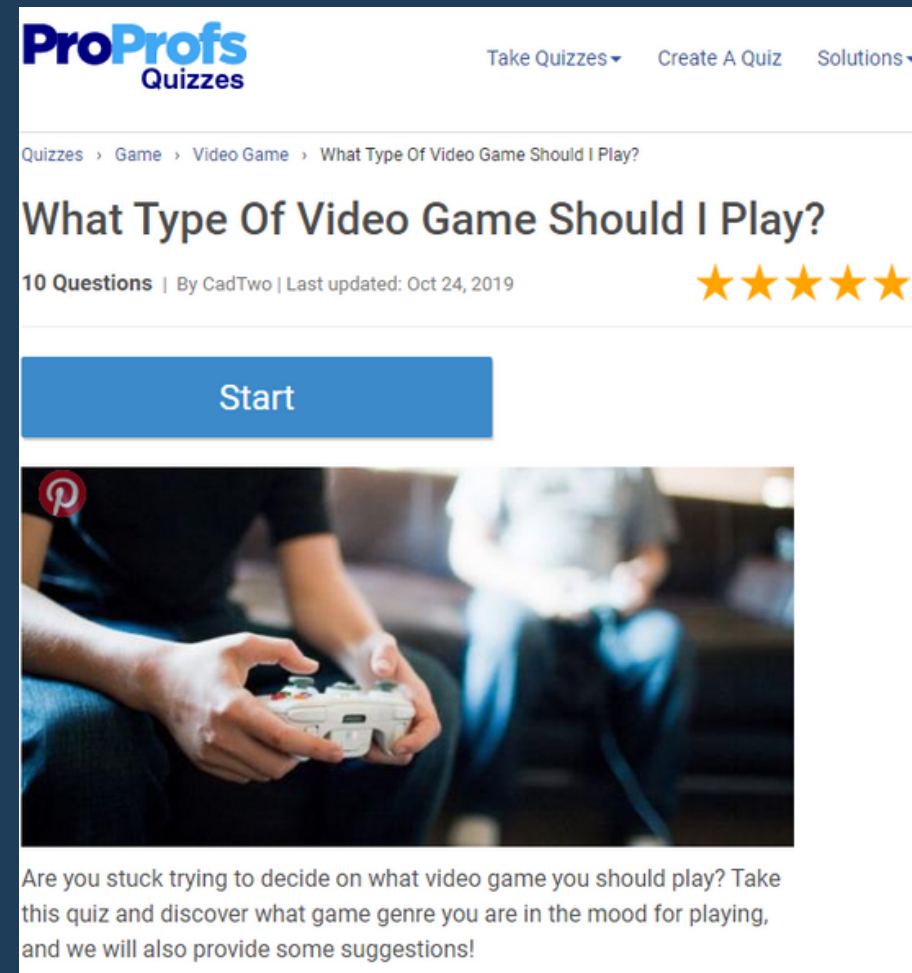 ProProfs
Quizzes
Take Quizzes Create A Quiz Solutions
Quizzes › Game › Video Game › What Type Of Video Game Should I Play?
What Type Of Video Game Should I Play?
10 Questions | By CadTwo | Last updated: Oct 24, 2019
Start
Are you stuck trying to decide on what video game you should play? Take
this quiz and discover what game genre you are in the mood for playing,
and we will also provide some suggestions!